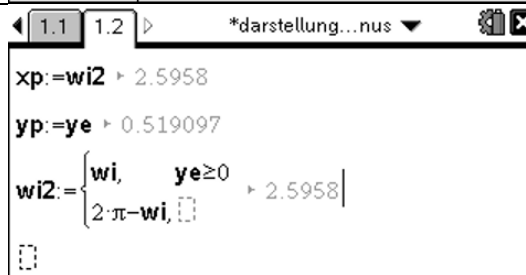 1.1 1.2 *darstellung...nus
xp:=wi2 ▸ 2.5958
yp:=ye ▸ 0.519097
wi2:={wi, ye≥0
2·π−wi, ▸ 2.5958